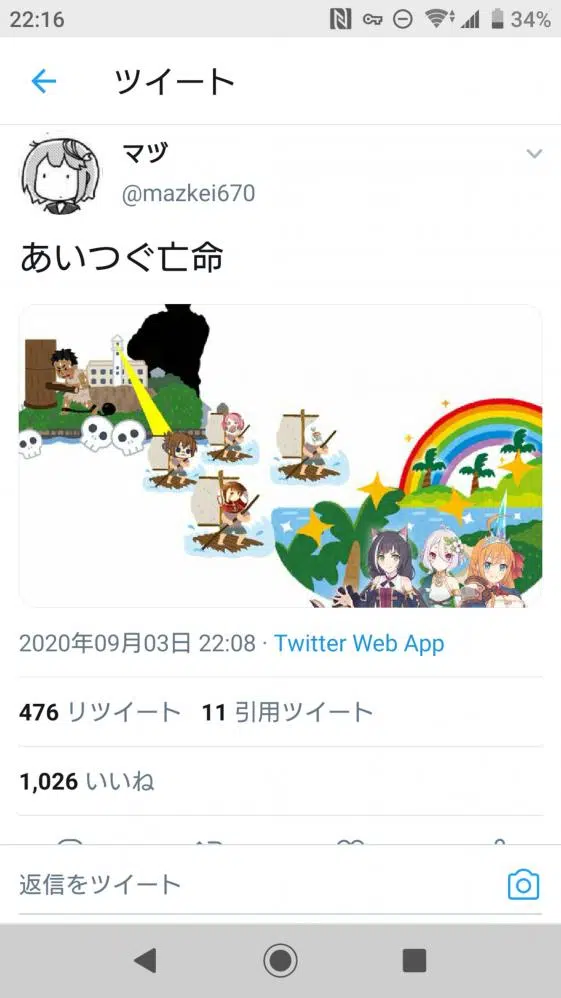 22:16
34%
ツイート
マヅ
@mazkei670
あいつぐ亡命
2020年09月03日 22:08 · Twitter Web App
476 リツイート 11 引用ツイート
1,026 いいね
返信をツイート